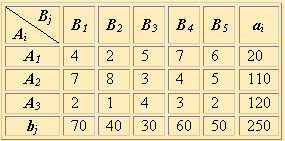 Bj Ai B1 B2 B3 B4 B5 ai
A1 4 2 5 7 6 20
A2 7 8 3 4 5 110
A3 2 1 4 3 2 120
bj 70 40 30 60 50 250